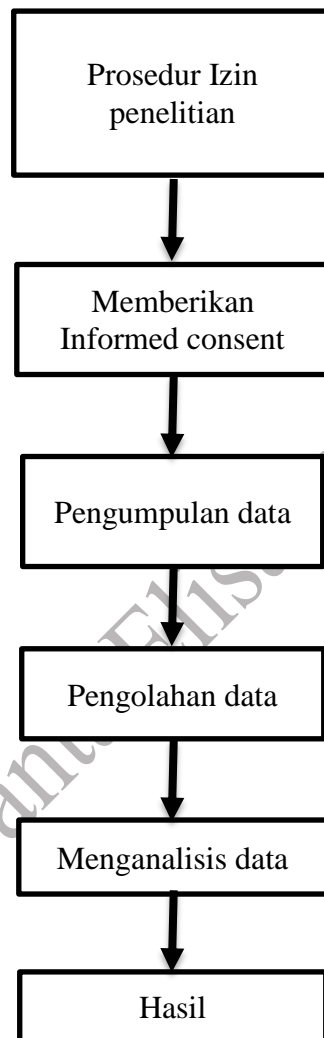 Prosedur Izin
penelitian
Memberikan
Informed consent
Pengumpulan data
Pengolahan data
Menganalisis data
Hasil